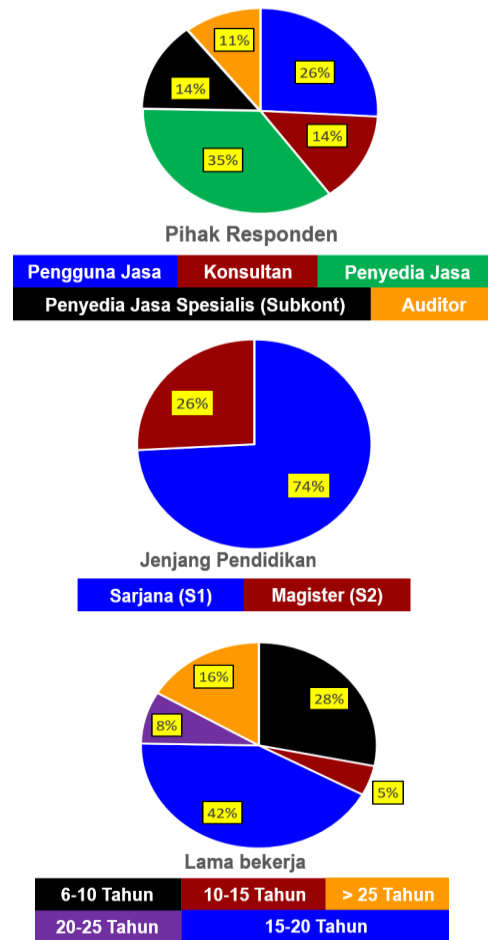 11%
26%
14%
14%
35%
Pihak Responden
Pengguna Jasa Konsultan Penyedia Jasa
Penyedia Jasa Spesialis (Subkont) Auditor
26%
74%
Jenjang Pendidikan
Sarjana (S1) Magister (S2)
16%
28%
8%
5%
42%
Lama bekerja
6-10 Tahun 10-15 Tahun > 25 Tahun
20-25 Tahun 15-20 Tahun